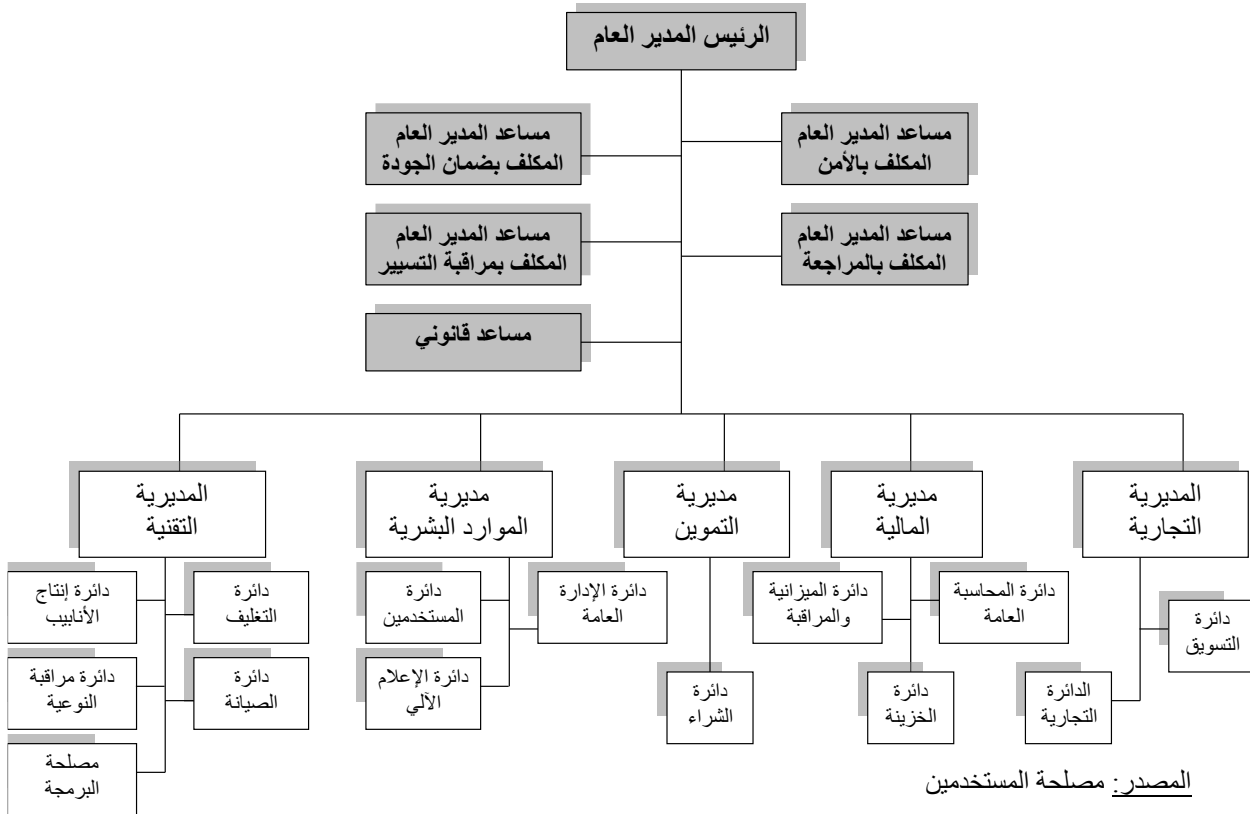 الرئيس المدير العام
مساعد المدير العام
المكلف بالأمن
مساعد المدير العام
المكلف بضمان الجودة
مساعد المدير العام
المكلف بالمراجعة
مساعد المدير العام
المكلف بمراقبة التسيير
مساعد قانوني
المديرية
التجارية
مديرية
المالية
مديرية
التموين
مديرية
الموارد البشرية
المديرية
التقنية
دائرة
التسويق
الدائرة
التجارية
دائرة المحاسبة
العامة
دائرة الميزانية
والمراقبة
دائرة
الخزينة
دائرة
الشراء
دائرة الإدارة
العامة
دائرة
المستخدمين
دائرة الإعلام
الآلي
دائرة
التغليف
دائرة إنتاج
الأنابيب
دائرة
الصيانة
دائرة مراقبة
النوعية
مصلحة
البرمجة
المصدر: مصلحة المستخدمين